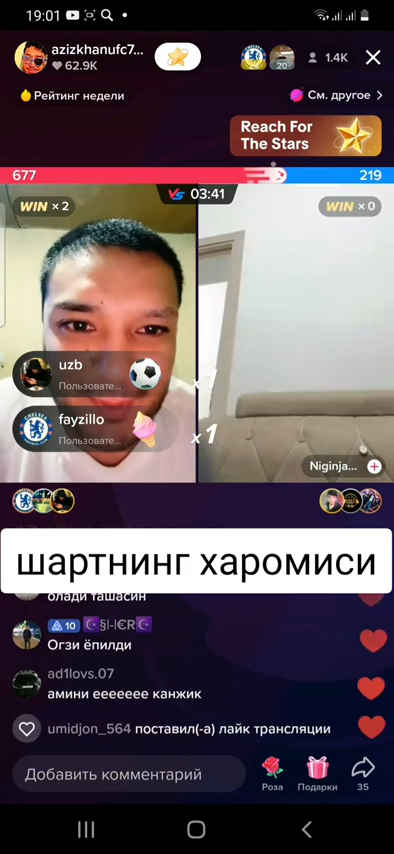 19:01
azizkhanufc7...
62.9K
20
1.4K
Рейтинг недели
См. другое >
Reach For
The Stars
677
219
WIN x 2
VS 03:41
WIN x 0
uzb
Пользовате...
fayzillo
Пользовате...
x 1
Niginja...
шартнинг харомиси
олади ташасин
10 §|-|€R
Огзи ёпилди
ad1lovs.07
амини еееееее канжик
umidjon_564 поставил(-а) лайк трансляции
Добавить комментарий
Роза
Подарки
35